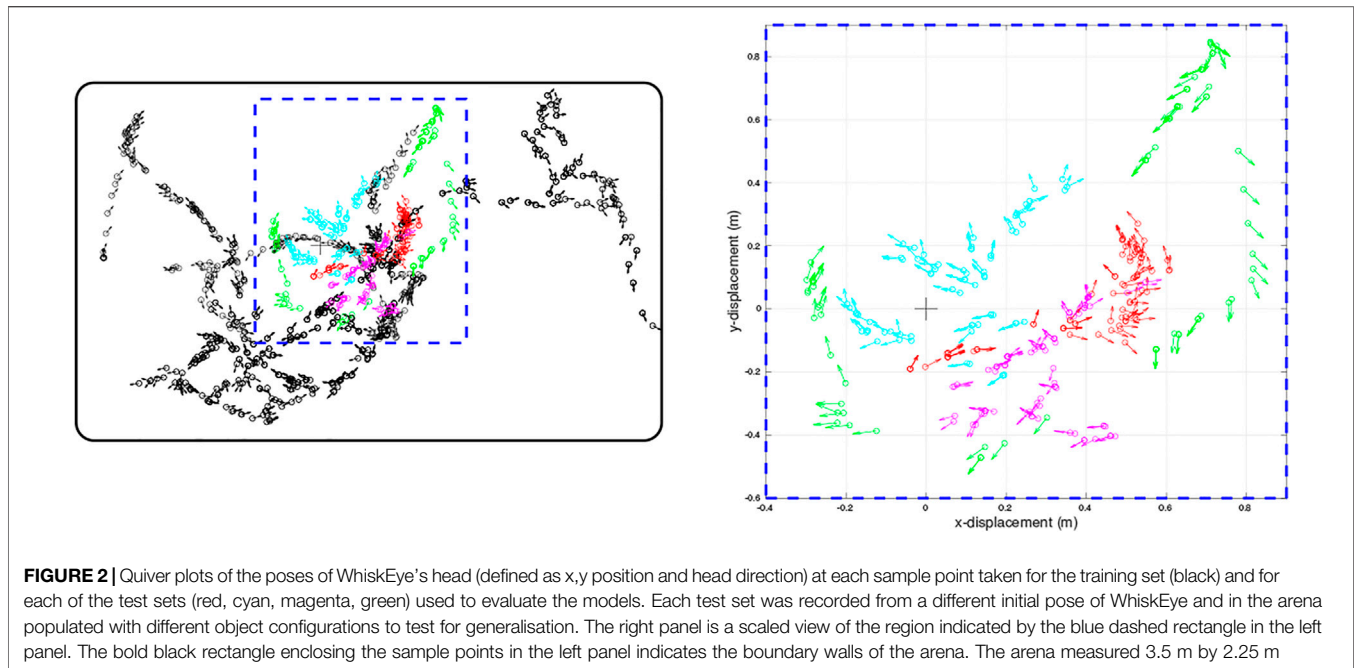 0.8
0.6
0.4
0.2
0
-0.2
-0.4
-0.6
y-displacement (m)
-0.4 -0.2 0 0.2 0.4 0.6 0.8
x-displacement (m)
FIGURE 2 | Quiver plots of the poses of WhiskEye's head (defined as x,y position and head direction) at each sample point taken for the training set (black) and for
each of the test sets (red, cyan, magenta, green) used to evaluate the models. Each test set was recorded from a different initial pose of WhiskEye and in the arena
populated with different object configurations to test for generalisation. The right panel is a scaled view of the region indicated by the blue dashed rectangle in the left
panel. The bold black rectangle enclosing the sample points in the left panel indicates the boundary walls of the arena. The arena measured 3.5 m by 2.25 m